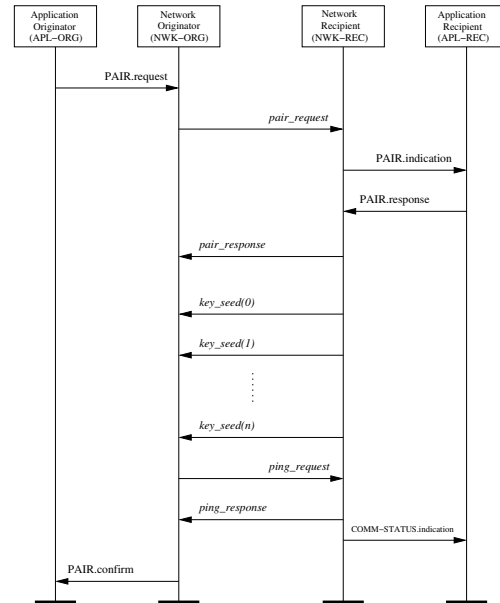 Application
Originator
(APL-ORG)
Network
Originator
(NWK-ORG)
Network
Recipient
(NWK-REC)
Application
Recipient
(APL-REC)
PAIR.request
pair_request
PAIR.indication
PAIR.response
pair_response
key_seed(0)
key_seed(1)
key_seed(n)
ping_request
ping_response
COMM-STATUS.indication
PAIR.confirm